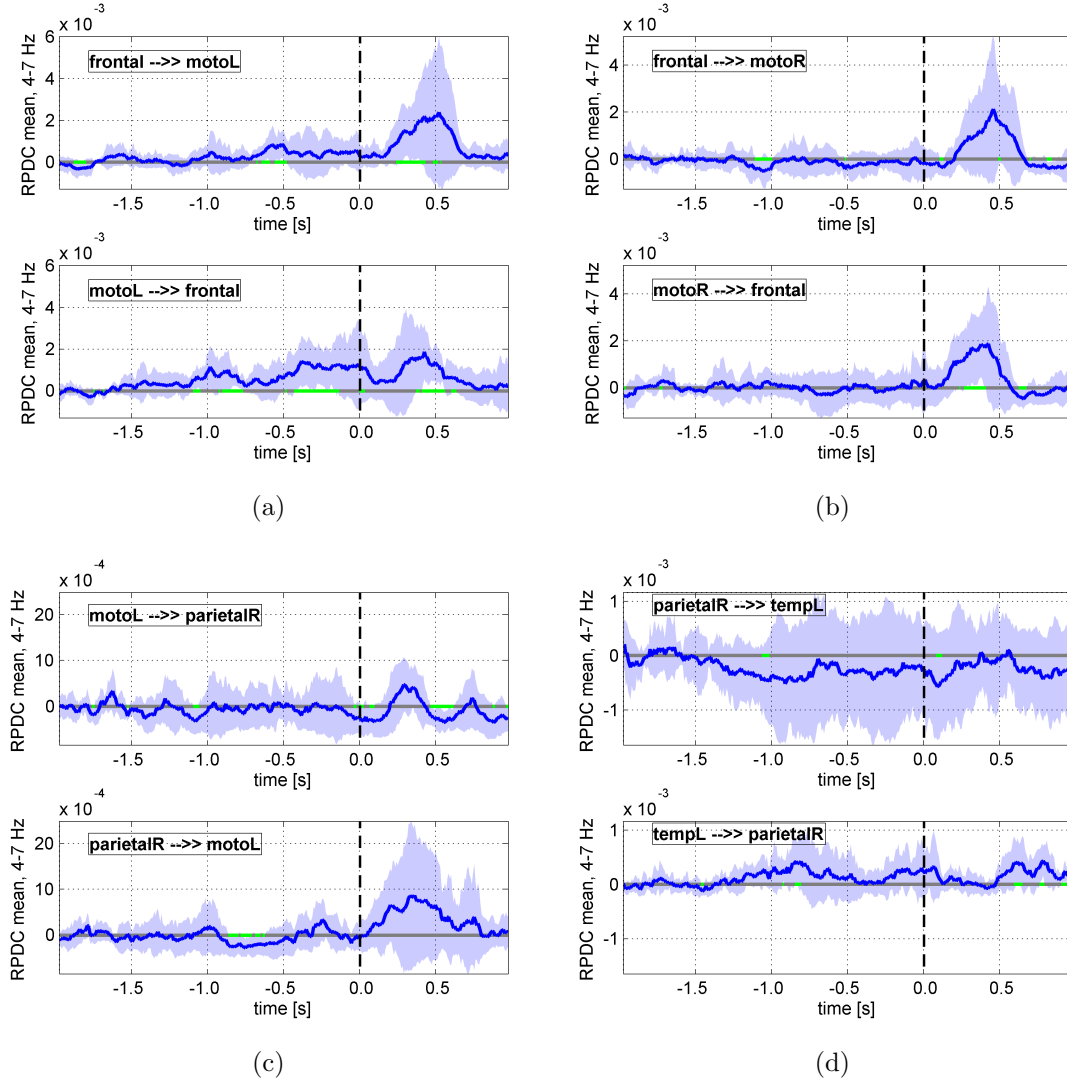 x 10 -3
6
4
2
0
RPDC mean, 4-7 Hz
frontal -->> motoL
-1.5 -1.0 -0.5 0.0 0.5
time [s]
x 10 -3
6
4
2
0
RPDC mean, 4-7 Hz
motoL -->> frontal
-1.5 -1.0 -0.5 0.0 0.5
time [s]
(a)
x 10 -3
4
2
0
RPDC mean, 4-7 Hz
frontal -->> motoR
-1.5 -1.0 -0.5 0.0 0.5
time [s]
x 10 -3
4
2
0
RPDC mean, 4-7 Hz
motoR -->> frontal
-1.5 -1.0 -0.5 0.0 0.5
time [s]
(b)
x 10 -4
20
10
0
RPDC mean, 4-7 Hz
motoL -->> parietalR
-1.5 -1.0 -0.5 0.0 0.5
time [s]
x 10 -4
20
10
0
RPDC mean, 4-7 Hz
parietalR -->> motoL
-1.5 -1.0 -0.5 0.0 0.5
time [s]
(c)
x 10 -3
1
0
-1
RPDC mean, 4-7 Hz
parietalR -->> tempL
-1.5 -1.0 -0.5 0.0 0.5
time [s]
x 10 -3
1
0
-1
RPDC mean, 4-7 Hz
tempL -->> parietalR
-1.5 -1.0 -0.5 0.0 0.5
time [s]
(d)